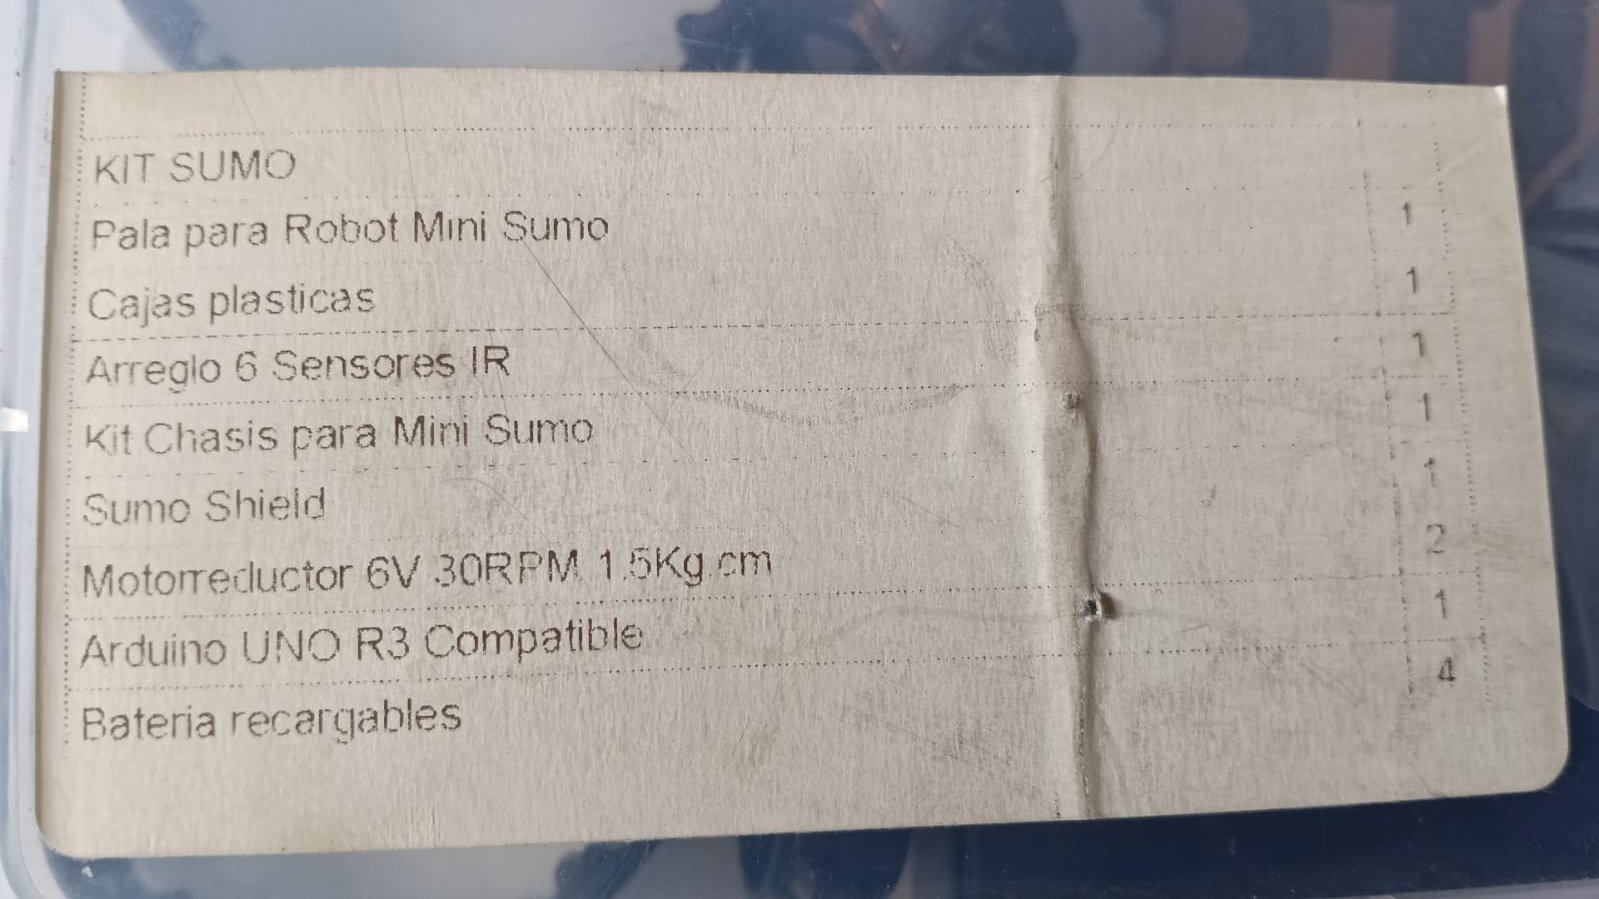 KIT SUMO
Pala para Robot Mini Sumo 1
Cajas plasticas 1
Arreglo 6 Sensores IR 1
Kit Chasis para Mini Sumo 1
Sumo Shield 1
Motorreductor 6V 30RPM 1.5Kg.cm 2
Arduino UNO R3 Compatible 1
Bateria recargables 4